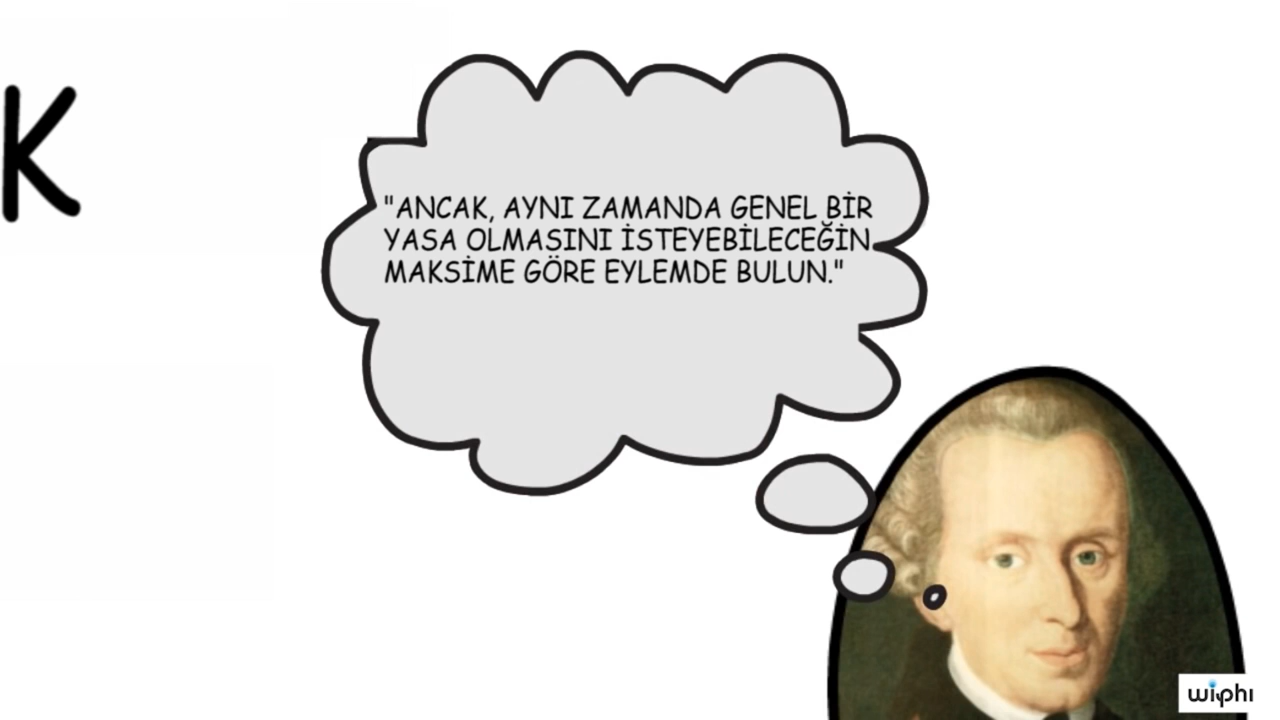 K
"ANCAK, AYNI ZAMANDA GENEL BİR
YASA OLMASINI İSTEYEBİLECEĞİN
MAKSİME GÖRE EYLEMDE BULUN."
wiphi